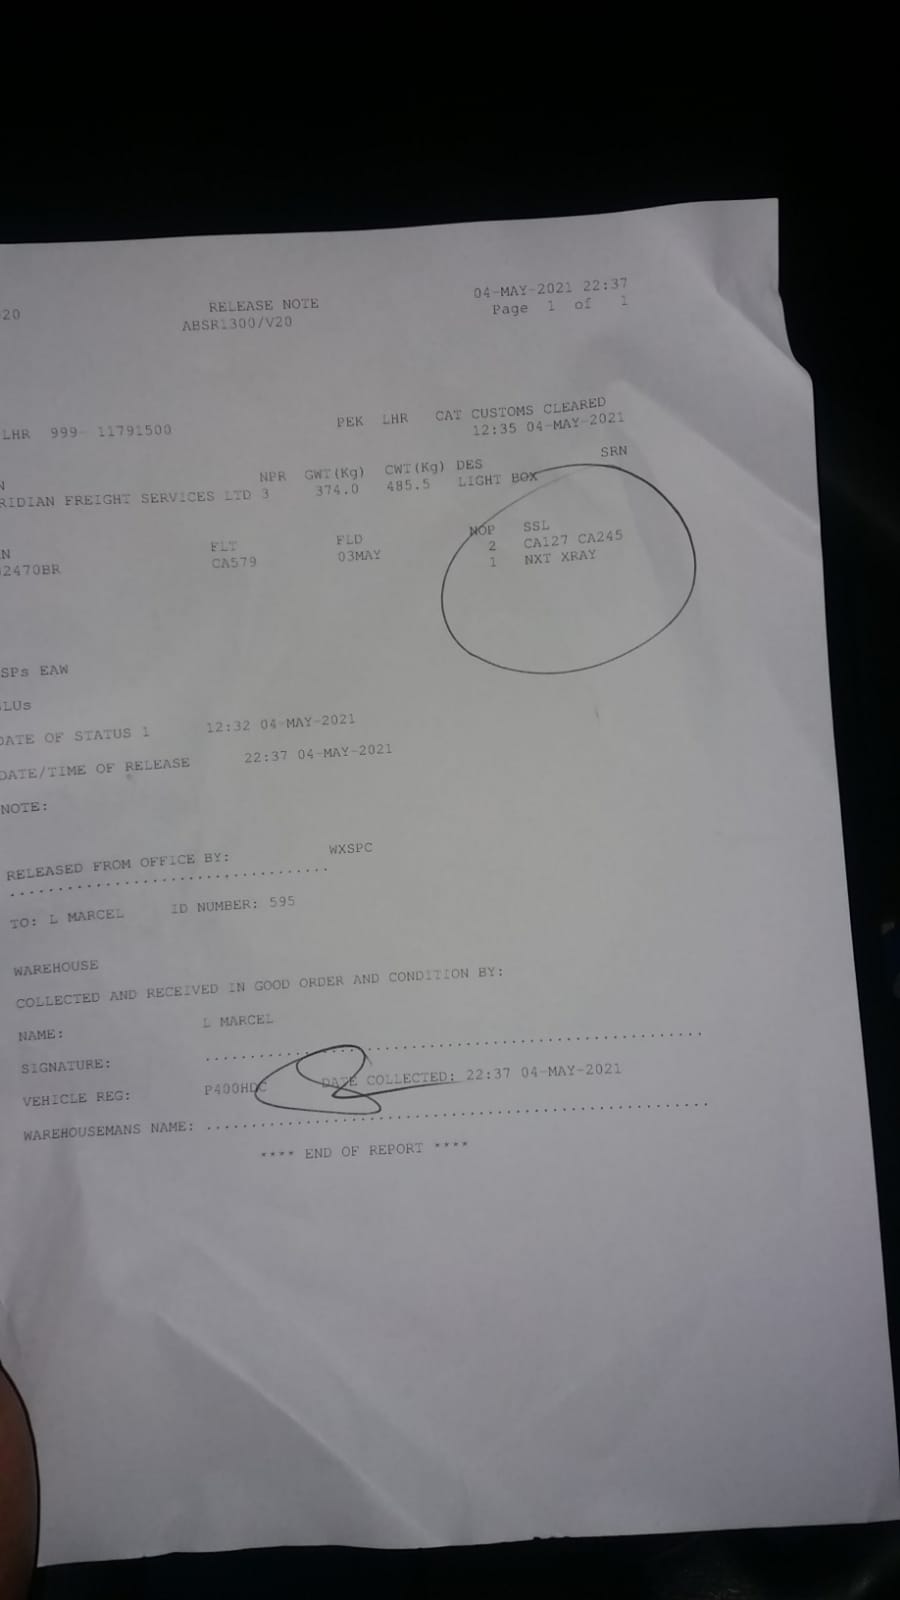 20 RELEASE NOTE 04-MAY-2021 22:37
ABSR1300/V20 Page 1 of 1
LHR 999- 11791500 PEK LHR CAT CUSTOMS CLEARED
12:35 04-MAY-2021
N NPR GWT(Kg) CWT(Kg) DES SRN
RIDIAN FREIGHT SERVICES LTD 3 374.0 485.5 LIGHT BOX
N FLT FLD NOP SSL
2470BR CA579 03MAY 2 CA127 CA245
1 NXT XRAY
SPs EAW
LUs
DATE OF STATUS 1 12:32 04-MAY-2021
DATE/TIME OF RELEASE 22:37 04-MAY-2021
NOTE:
RELEASED FROM OFFICE BY: WXSPC
TO: L MARCEL ID NUMBER: 595
WAREHOUSE
COLLECTED AND RECEIVED IN GOOD ORDER AND CONDITION BY:
NAME: L MARCEL
SIGNATURE:
VEHICLE REG: P400HDC DATE COLLECTED: 22:37 04-MAY-2021
WAREHOUSEMANS NAME:
**** END OF REPORT ****